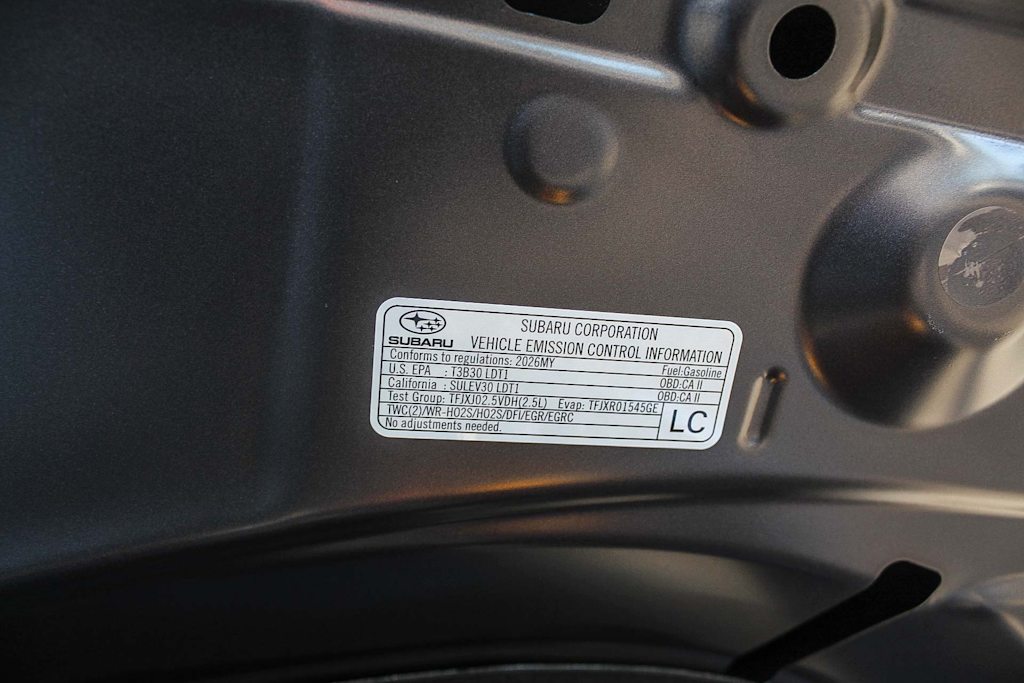 SUBARU
SUBARU CORPORATION
VEHICLE EMISSION CONTROL INFORMATION
Conforms to regulations: 2026MY Fuel:Gasoline
U.S. EPA : T3B30 LDT1 OBD:CA II
California : SULEV30 LDT1 OBD:CA II
Test Group: TFJXJ02.5VDH(2.5L) Evap: TFJXR01545GE
TWC(2)/WR-HO2S/HO2S/DFI/EGR/EGRC
No adjustments needed.
LC